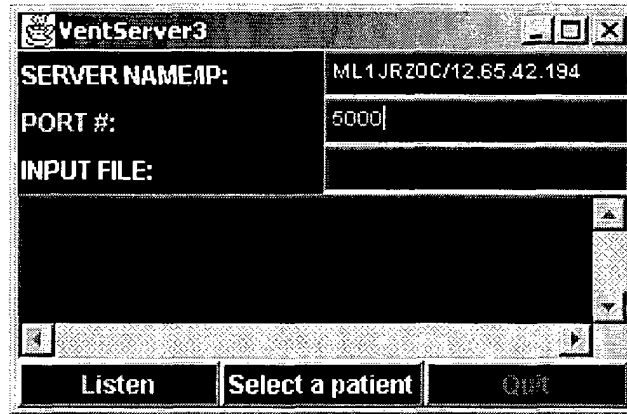 VentServer3
SERVER NAME/IP: ML1JRZ0C/12.65.42.194
PORT #: 5000
INPUT FILE:
Listen Select a patient Quit